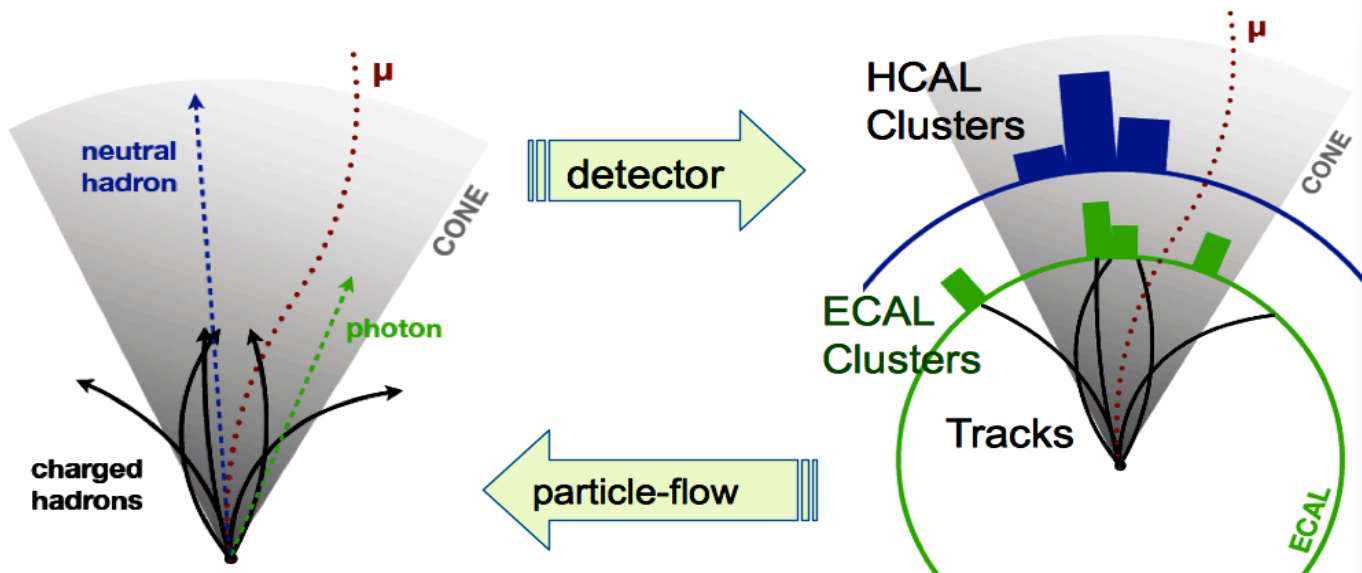 μ
neutral
hadron
CONE
photon
charged
hadrons
detector
particle-flow
μ
HCAL
Clusters
CONE
ECAL
Clusters
Tracks
ECAL